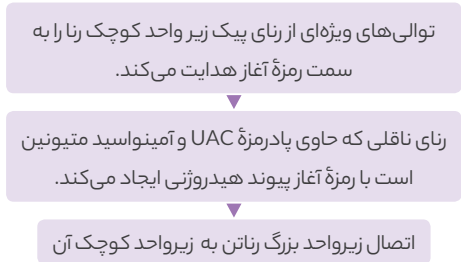 توالی‌های ویژه‌ای از رنای پیک زیر واحد کوچک رنا را به
سمت رمزهٔ آغاز هدایت می‌کند.
رنای ناقلی که حاوی پادرمزهٔ UAC و آمینواسید متیونین
است با رمزهٔ آغاز پیوند هیدروژنی ایجاد می‌کند.
اتصال زیرواحد بزرگ رناتن به زیرواحد کوچک آن